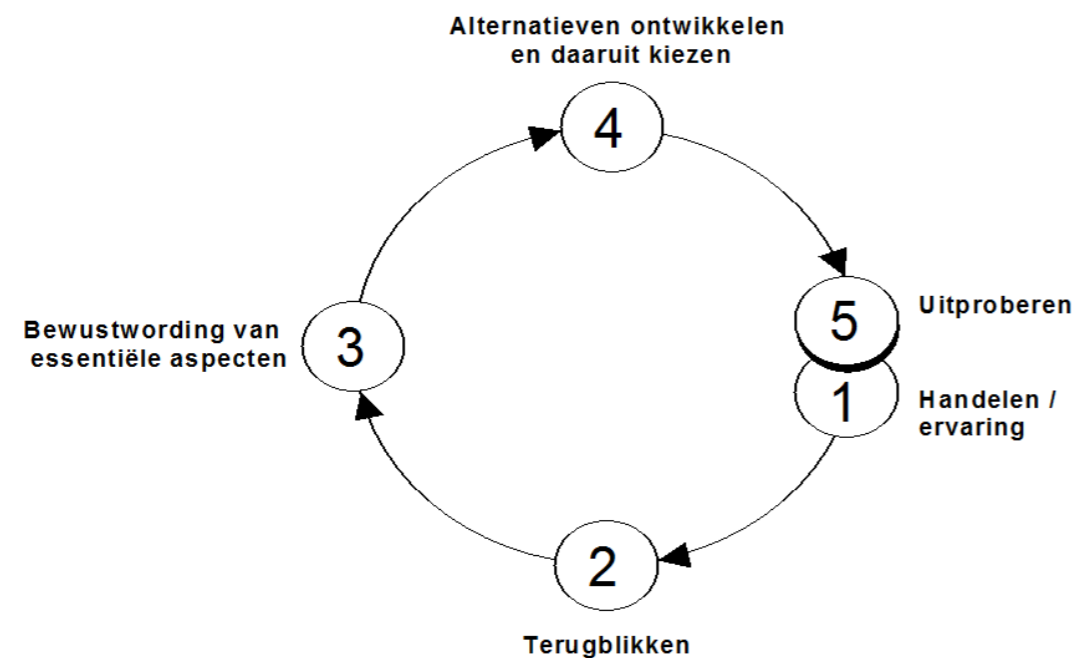 Alternatieven ontwikkelen
en daaruit kiezen
4
5
Uitproberen
Bewustwording van
essentiële aspecten
3
1
Handelen /
ervaring
2
Terugblikken